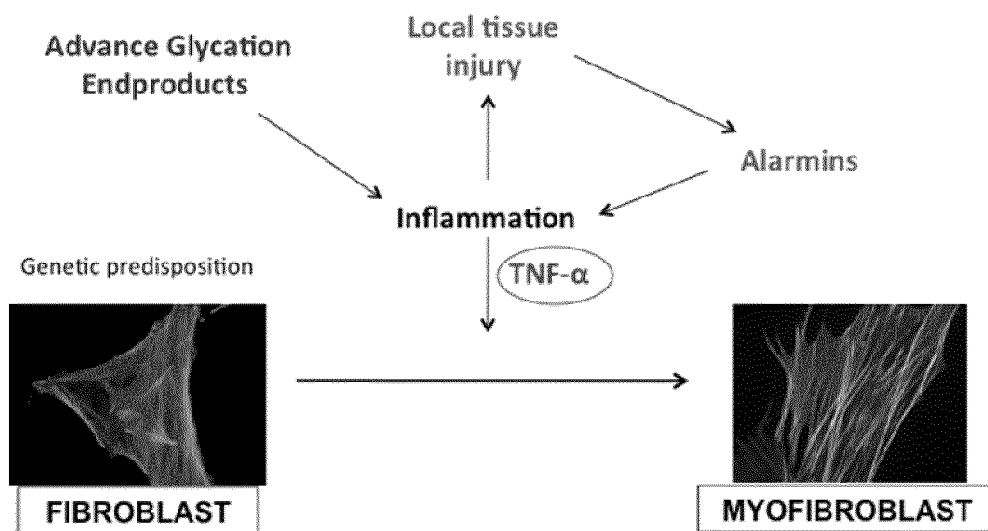 Advance Glycation
Endproducts
Local tissue
injury
Alarmins
Inflammation
TNF-α
Genetic predisposition
FIBROBLAST
MYOFIBROBLAST